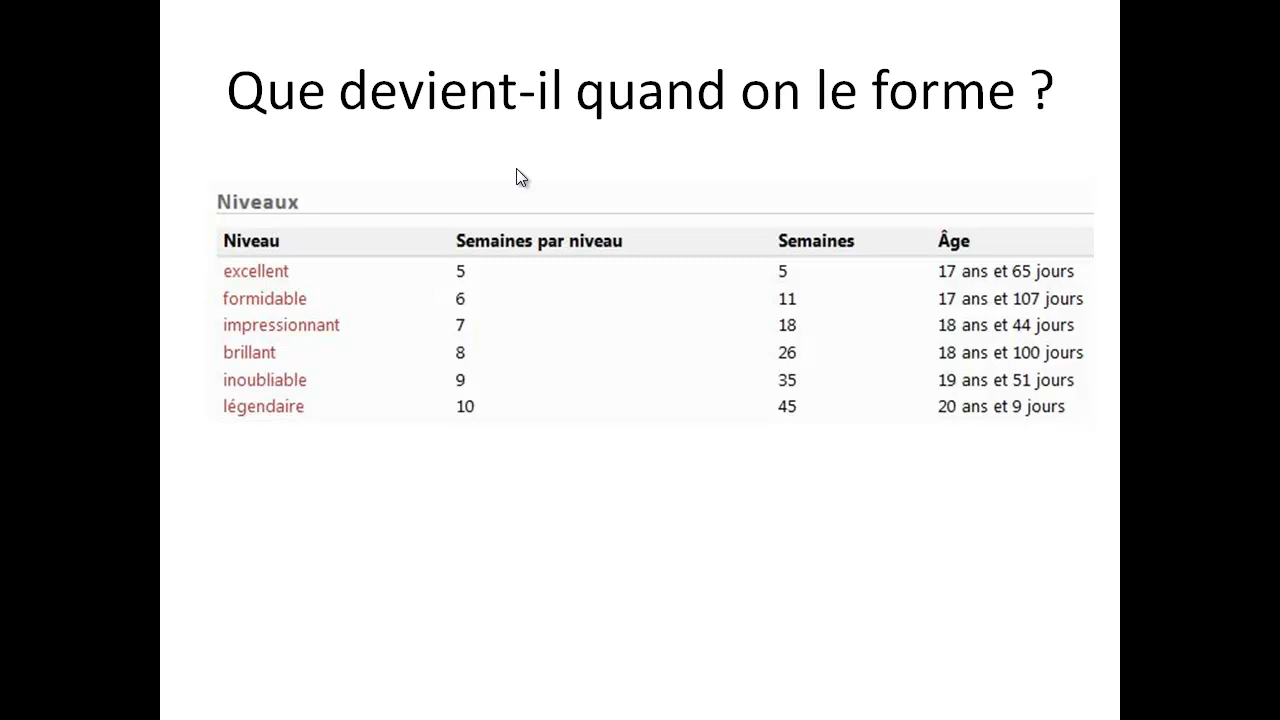 Que devient-il quand on le forme ?
Niveaux
Niveau Semaines par niveau Semaines Âge
excellent 5 5 17 ans et 65 jours
formidable 6 11 17 ans et 107 jours
impressionnant 7 18 18 ans et 44 jours
brillant 8 26 18 ans et 100 jours
inoubliable 9 35 19 ans et 51 jours
légendaire 10 45 20 ans et 9 jours